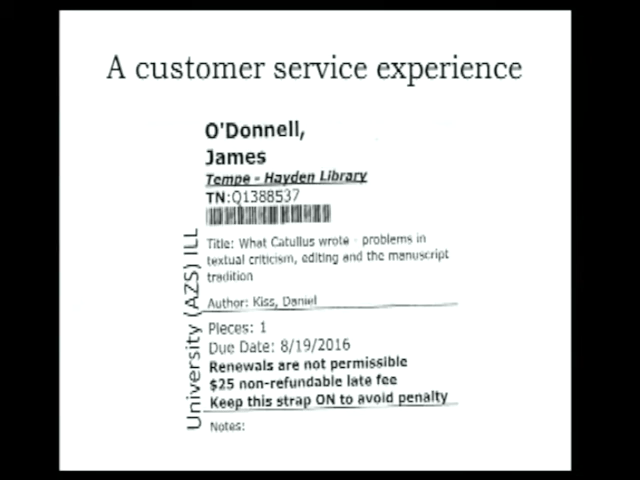 A customer service experience
O'Donnell,
James
Tempe - Hayden Library
TN:Q1388537
Title: What Catullus wrote - problems in
textual criticism, editing and the manuscript
tradition
Author: Kiss, Daniel
Pieces: 1
Due Date: 8/19/2016
Renewals are not permissible
$25 non-refundable late fee
Keep this strap ON to avoid penalty
Notes:
University (AZS) ILL